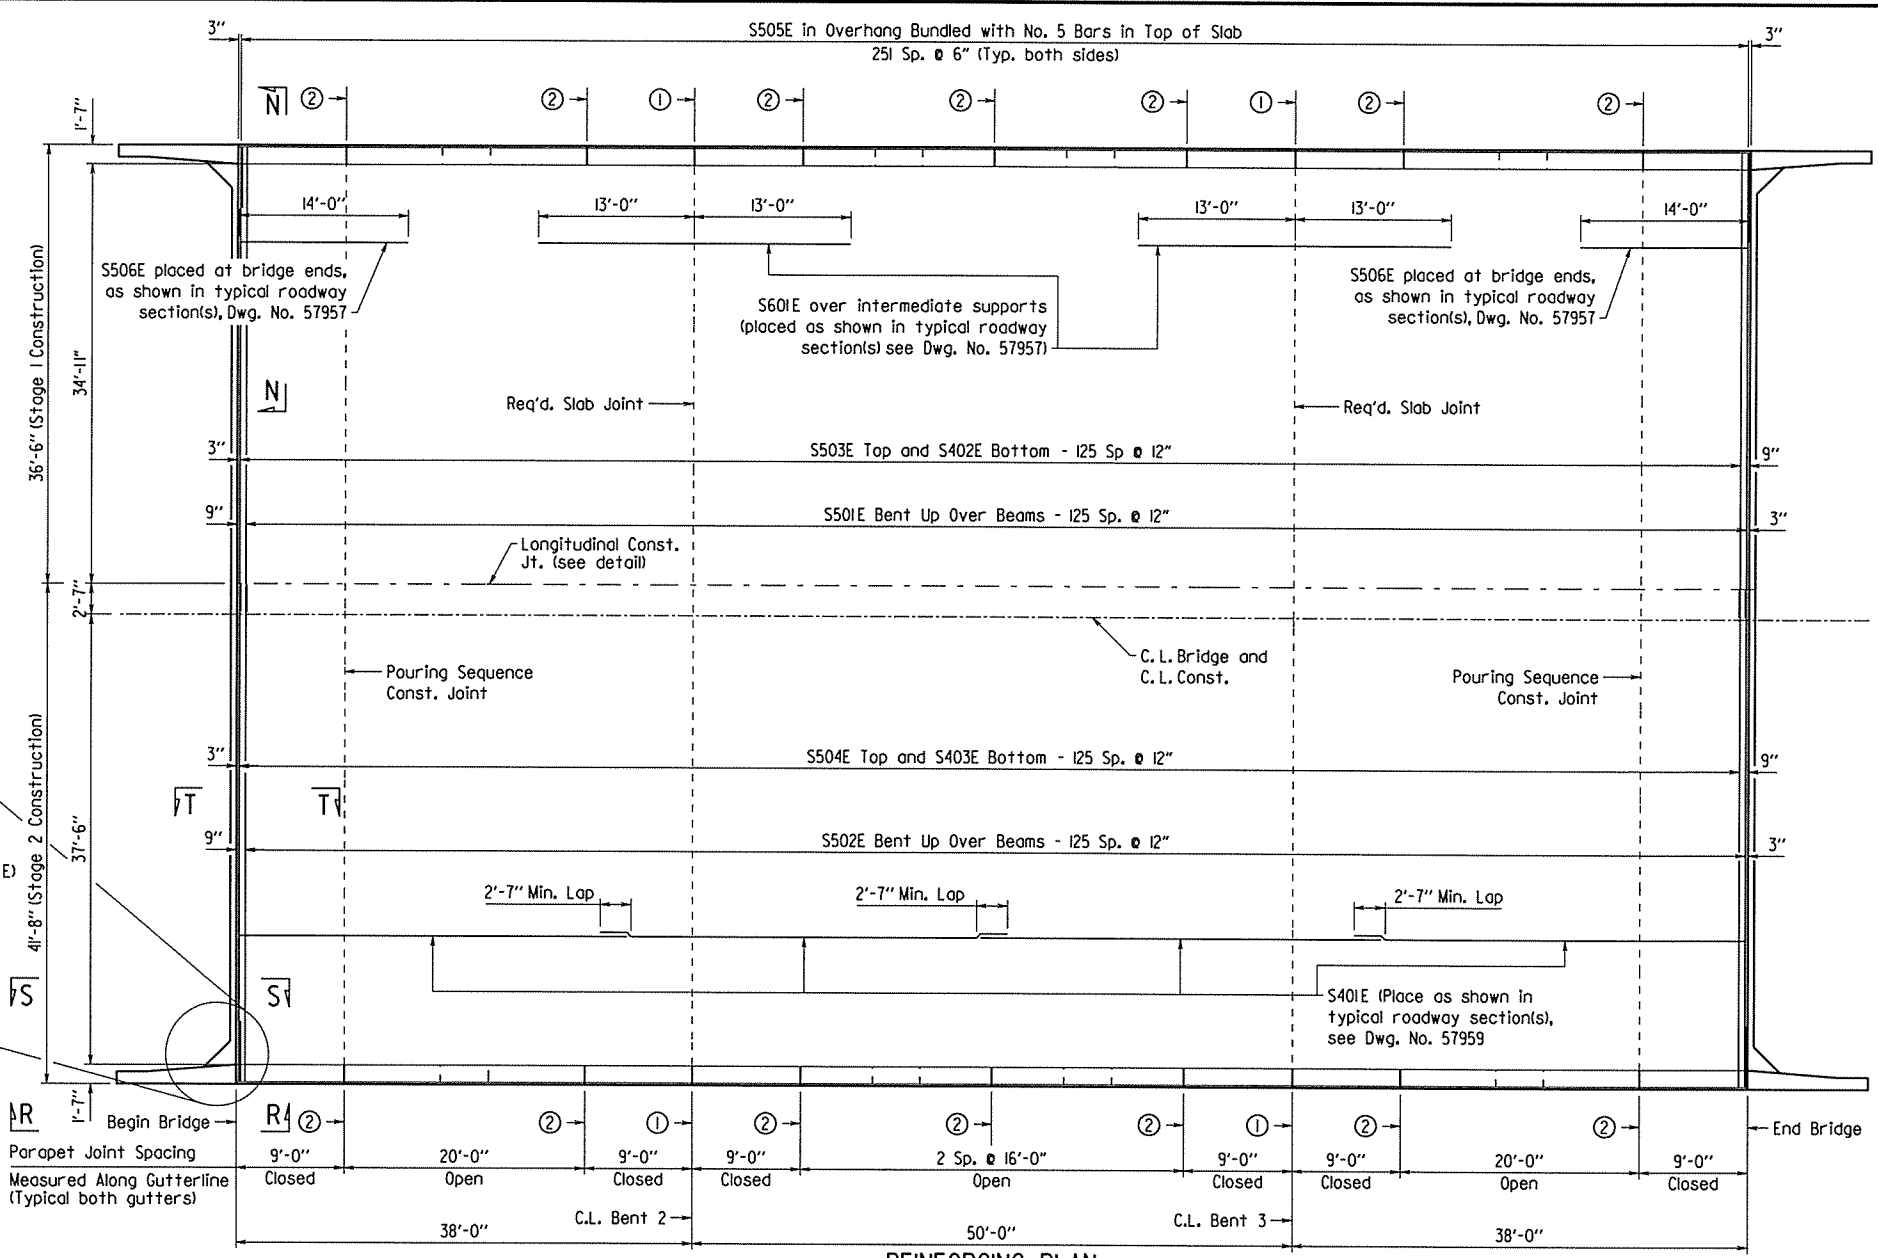 S505E in Overhang Bundled with No. 5 Bars in Top of Slab
3" 3"
251 Sp. @ 6" (Typ. both sides)
N ② ② ① ② ② ② ① ② ②
1'-7"
14'-0" 13'-0" 13'-0" 13'-0" 13'-0" 14'-0"
S506E placed at bridge ends,
as shown in typical roadway
section(s), Dwg. No. 57957
S601E over intermediate supports
(placed as shown in typical roadway
section(s) see Dwg. No. 57957)
S506E placed at bridge ends,
as shown in typical roadway
section(s), Dwg. No. 57957
36'-6" (Stage 1 Construction)
34'-11"
N
Req'd. Slab Joint
Req'd. Slab Joint
3" S503E Top and S402E Bottom - 125 Sp @ 12" 9"
9" S501E Bent Up Over Beams - 125 Sp. @ 12" 3"
Longitudinal Const.
Jt. (see detail)
2'-7"
C.L. Bridge and
C.L. Const.
Pouring Sequence
Const. Joint
Pouring Sequence
Const. Joint
3" S504E Top and S403E Bottom - 125 Sp. @ 12" 9"
T T
41'-8" (Stage 2 Construction)
37'-6"
9" S502E Bent Up Over Beams - 125 Sp. @ 12" 3"
E)
2'-7" Min. Lap 2'-7" Min. Lap 2'-7" Min. Lap
S S
S401E (Place as shown in
typical roadway section(s),
see Dwg. No. 57959
1'-7"
R Begin Bridge R ② ② ① ② ② ② ① ② ② End Bridge
Parapet Joint Spacing
Measured Along Gutterline
(Typical both gutters)
9'-0" 20'-0" 9'-0" 9'-0" 2 Sp. @ 16'-0" 9'-0" 9'-0" 20'-0" 9'-0"
Closed Open Closed Closed Open Closed Closed Open Closed
C.L. Bent 2 C.L. Bent 3
38'-0" 50'-0" 38'-0"
REINFORCING PLAN